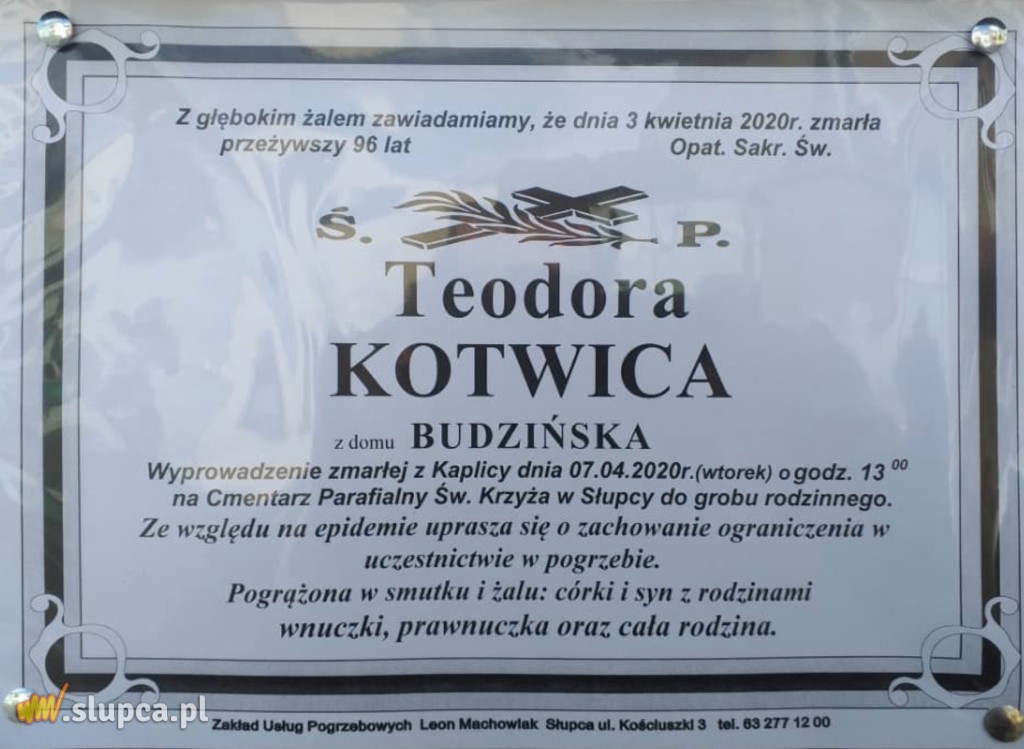 Z głębokim żalem zawiadamiamy, że dnia 3 kwietnia 2020r. zmarła
przeżywszy 96 lat Opat. Sakr. Św.
Ś. P.
Teodora
KOTWICA
z domu BUDZIŃSKA
Wyprowadzenie zmarłej z Kaplicy dnia 07.04.2020r.(wtorek) o godz. 13 00
na Cmentarz Parafialny Św. Krzyża w Słupcy do grobu rodzinnego.
Ze względu na epidemie uprasza się o zachowanie ograniczenia w
uczestnictwie w pogrzebie.
Pogrążona w smutku i żalu: córki i syn z rodzinami
wnuczki, prawnuczka oraz cała rodzina.
wm.slupca.pl
Zakład Usług Pogrzebowych Leon Machowiak Słupca ul. Kościuszki 3 tel. 63 277 12 00